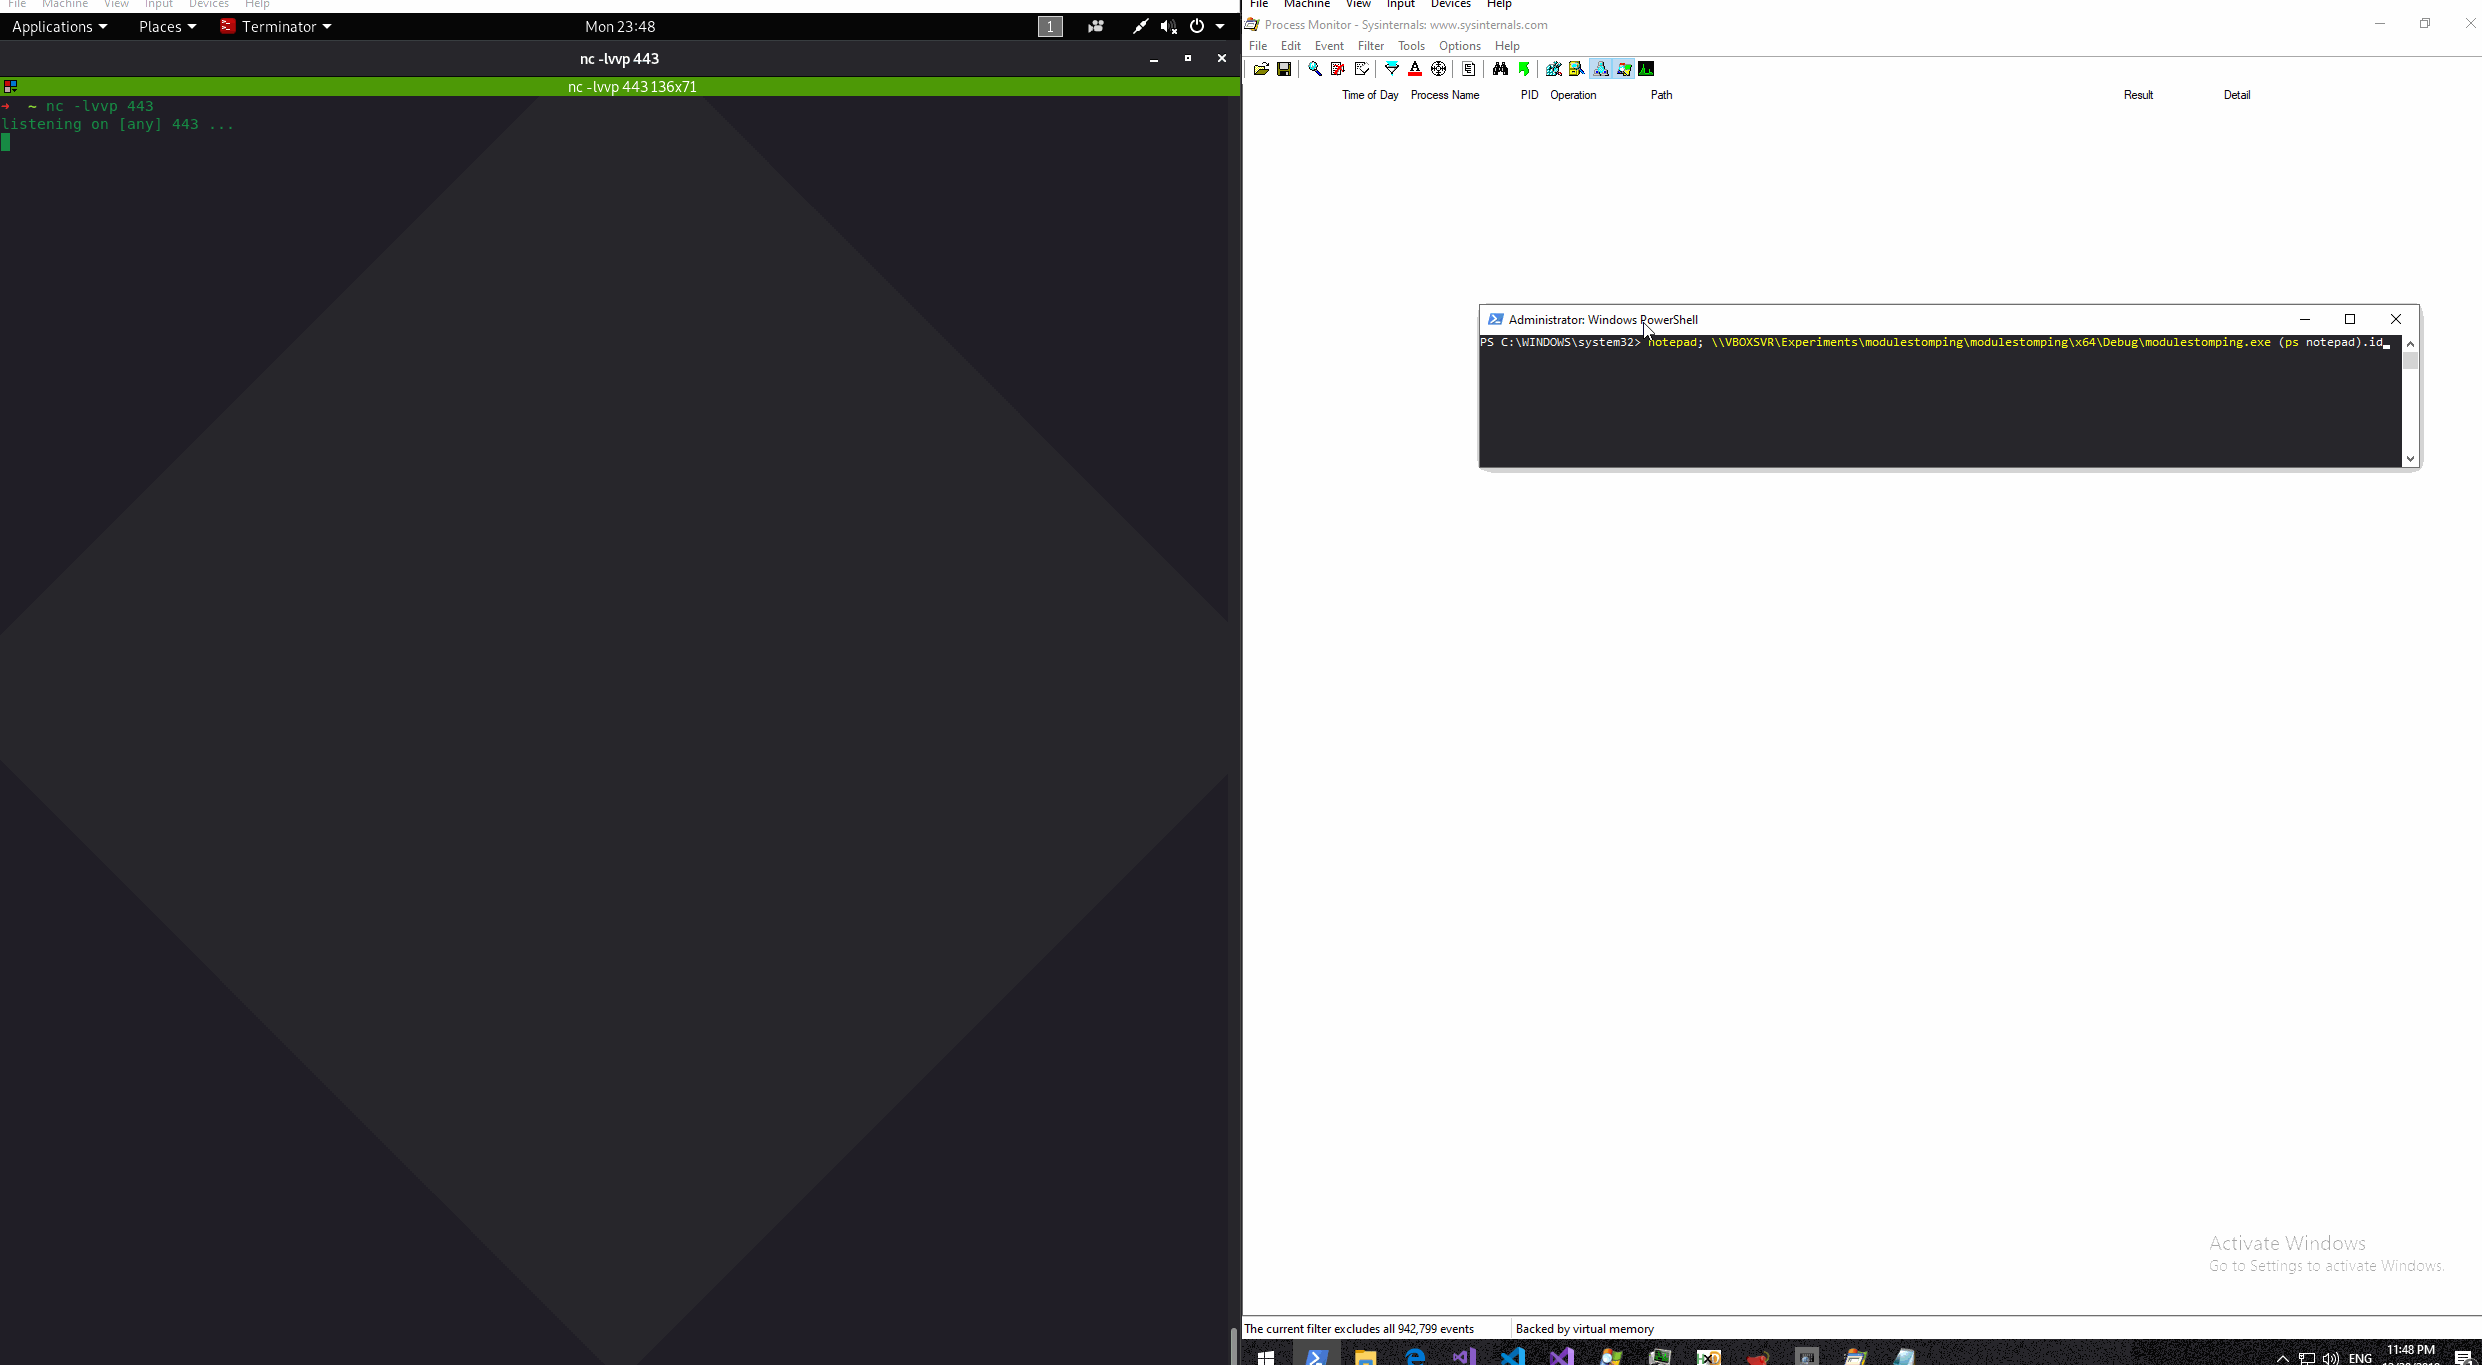 File Machine View Input Devices Help
Applications Places Terminator Mon 23:48 1
nc -lvvp 443
nc -lvvp 443 136x71
→ ~ nc -lvvp 443
listening on [any] 443 ...
File Machine View Input Devices Help
Process Monitor - Sysinternals: www.sysinternals.com
File Edit Event Filter Tools Options Help
Time of Day Process Name PID Operation Path Result Detail
Administrator: Windows PowerShell
PS C:\WINDOWS\system32> notepad; \\VBOXSVR\Experiments\modulestomping\modulestomping\x64\Debug\modulestomping.exe (ps notepad).id
Activate Windows
Go to Settings to activate Windows.
The current filter excludes all 942,799 events Backed by virtual memory
ENG 11:48 PM